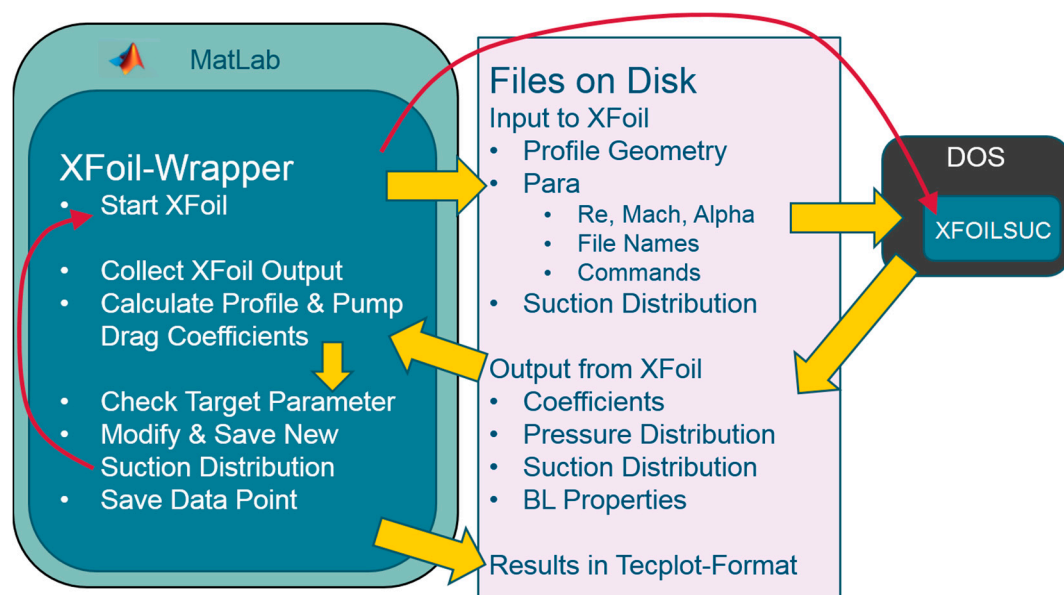 MatLab
XFoil-Wrapper
• Start XFoil
• Collect XFoil Output
• Calculate Profile & Pump
Drag Coefficients
• Check Target Parameter
• Modify & Save New
Suction Distribution
• Save Data Point
Files on Disk
Input to XFoil
• Profile Geometry
• Para
• Re, Mach, Alpha
• File Names
• Commands
• Suction Distribution
Output from XFoil
• Coefficients
• Pressure Distribution
• Suction Distribution
• BL Properties
Results in Tecplot-Format
DOS
XFOILSUC